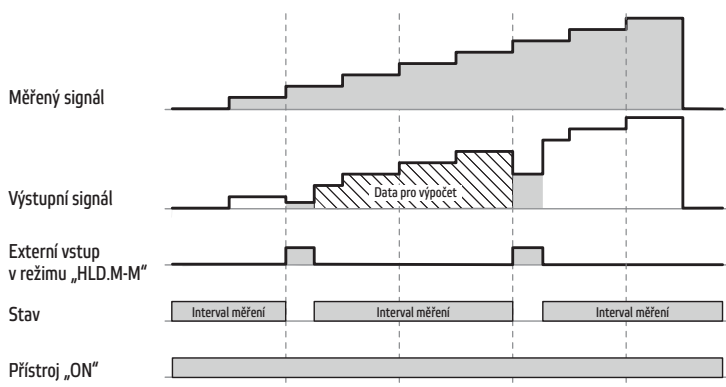 Měřený signál
Výstupní signál
Data pro výpočet
Externí vstup
v režimu „HLD.M-M“
Stav
Interval měření
Interval měření
Interval měření
Přístroj „ON“